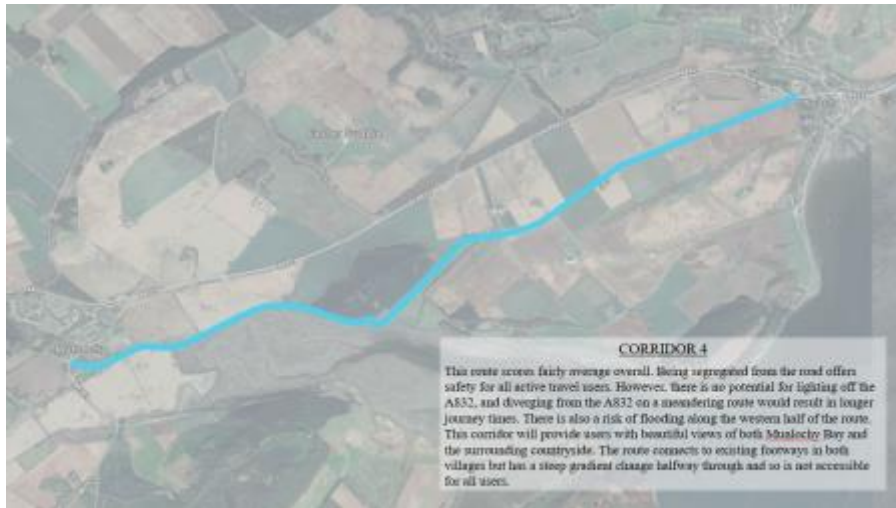 CORRIDOR 4
This route scores fairly average overall. Being segregated from the road offers
safety for all active travel users. However, there is no potential for lighting off the
A832, and diverging from the A832 on a meandering route would result in longer
journey times. There is also a risk of flooding along the western half of the route.
This corridor will provide users with beautiful views of both Munlochy Bay and
the surrounding countryside. The route connects to existing footways in both
villages but has a steep gradient change halfway through and so is not accessible
for all users.